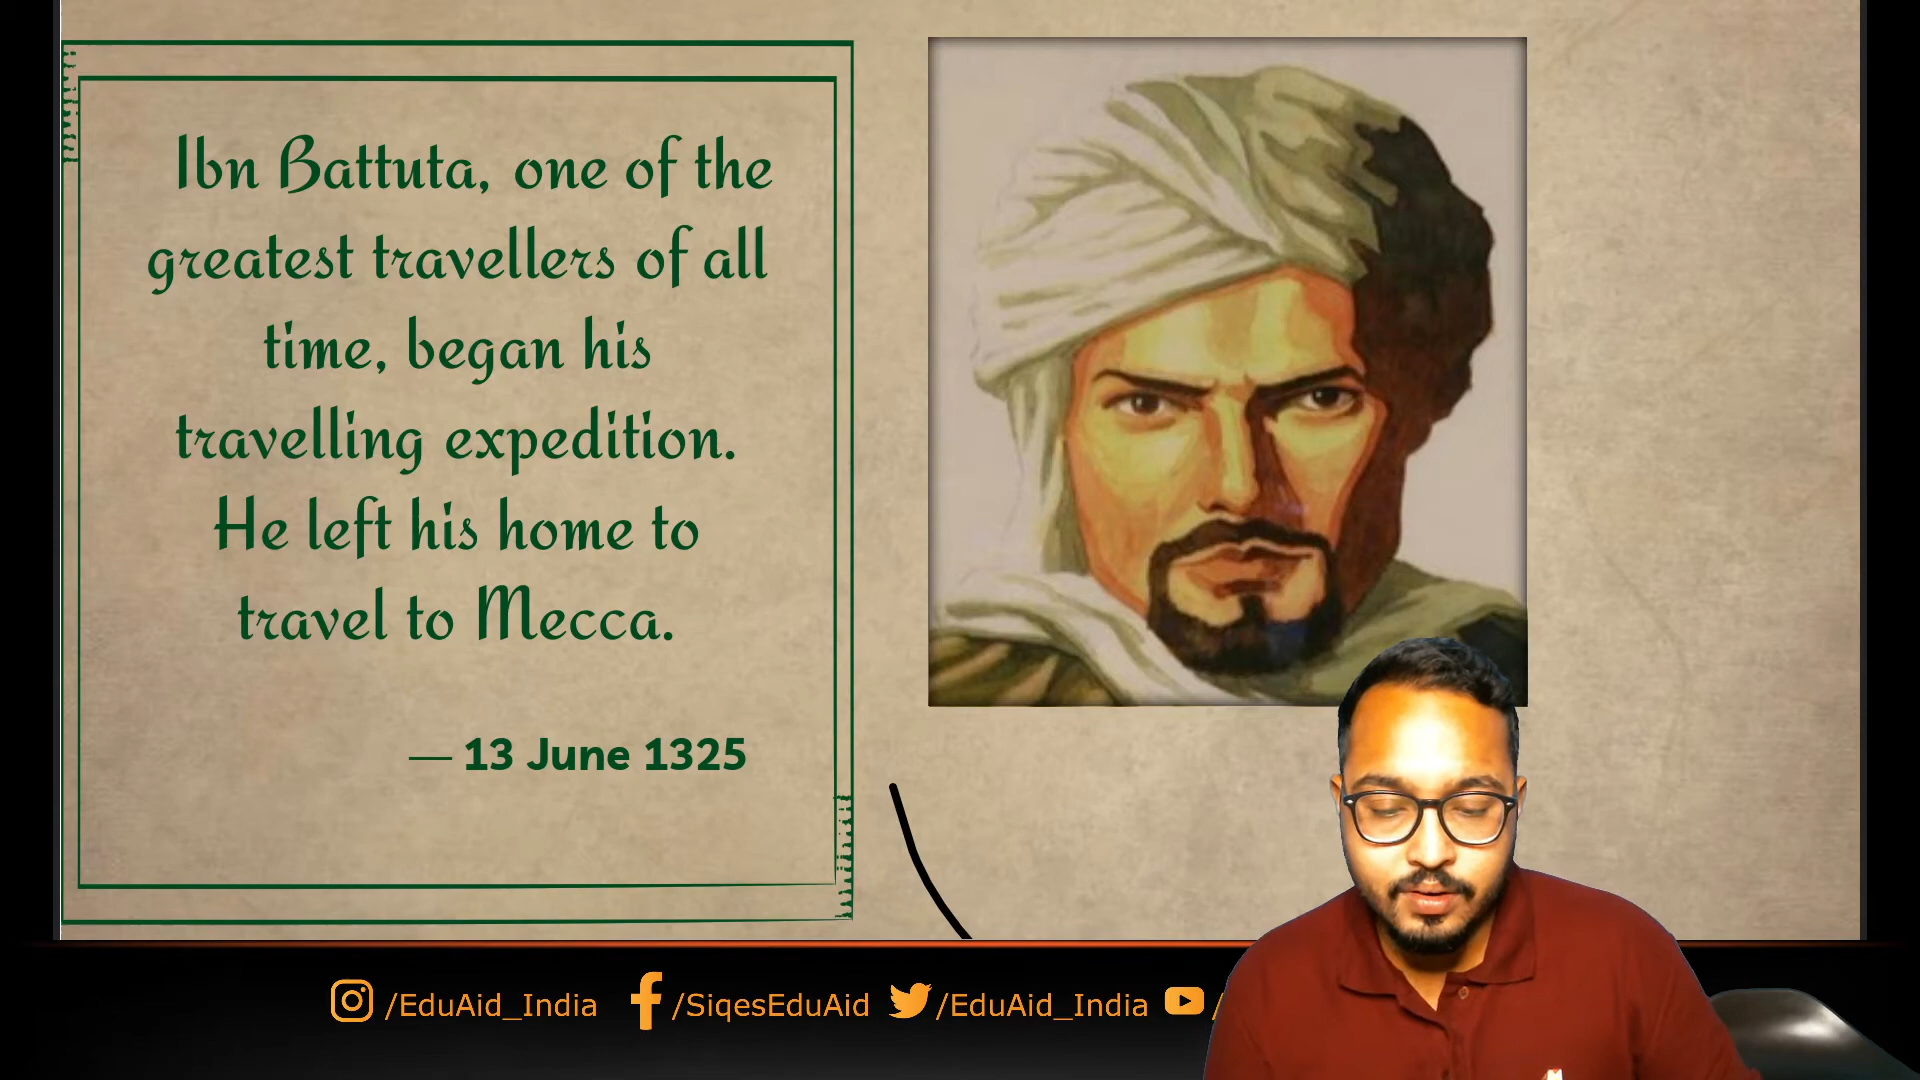 Ibn Battuta, one of the
greatest travellers of all
time, began his
travelling expedition.
He left his home to
travel to Mecca.
— 13 June 1325
/EduAid_India /SiqesEduAid /EduAid_India /